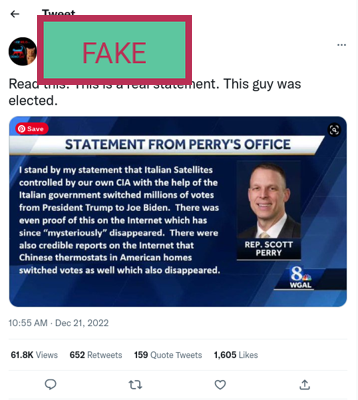 Tweet
FAKE
Read this. This is a real statement. This guy was
elected.
Save
STATEMENT FROM PERRY'S OFFICE
I stand by my statement that Italian Satellites
controlled by our own CIA with the help of the
Italian government switched millions of votes
from President Trump to Joe Biden. There was
even proof of this on the Internet which has
since "mysteriously" disappeared. There were
also credible reports on the Internet that
Chinese thermostats in American homes
switched votes as well which also disappeared.
REP. SCOTT
PERRY
8
WGAL
10:55 AM · Dec 21, 2022
61.8K Views 652 Retweets 159 Quote Tweets 1,605 Likes